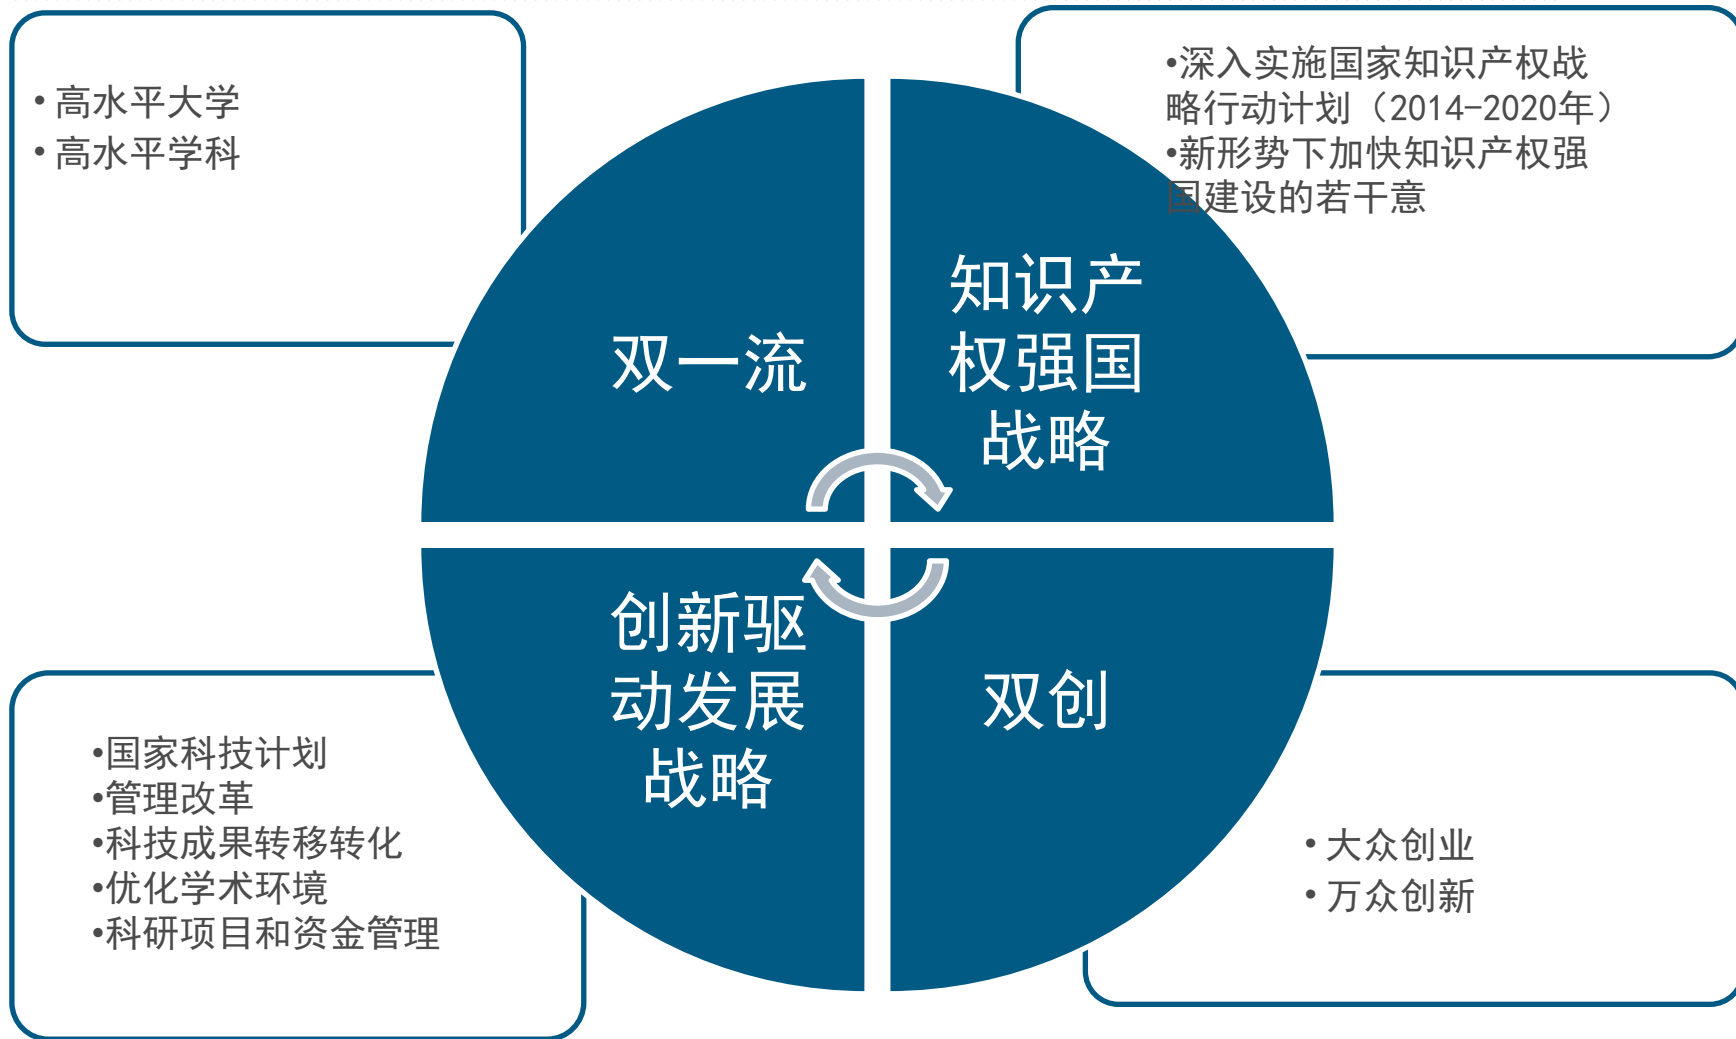 • 高水平大学
• 高水平学科
•深入实施国家知识产权战
略行动计划（2014-2020年）
•新形势下加快知识产权强
国建设的若干意
双一流
知识产
权强国
战略
创新驱
动发展
战略
双创
•国家科技计划
•管理改革
•科技成果转移转化
•优化学术环境
•科研项目和资金管理
• 大众创业
• 万众创新